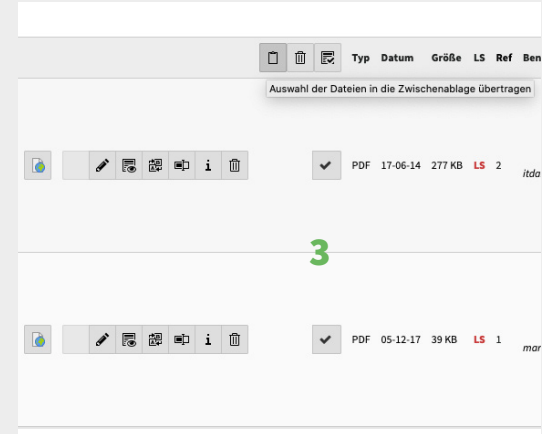 Typ Datum Größe LS Ref Ben
Auswahl der Dateien in die Zwischenablage übertragen
PDF 17-06-14 277 KB LS 2
itda
3
PDF 05-12-17 39 KB LS 1
mar